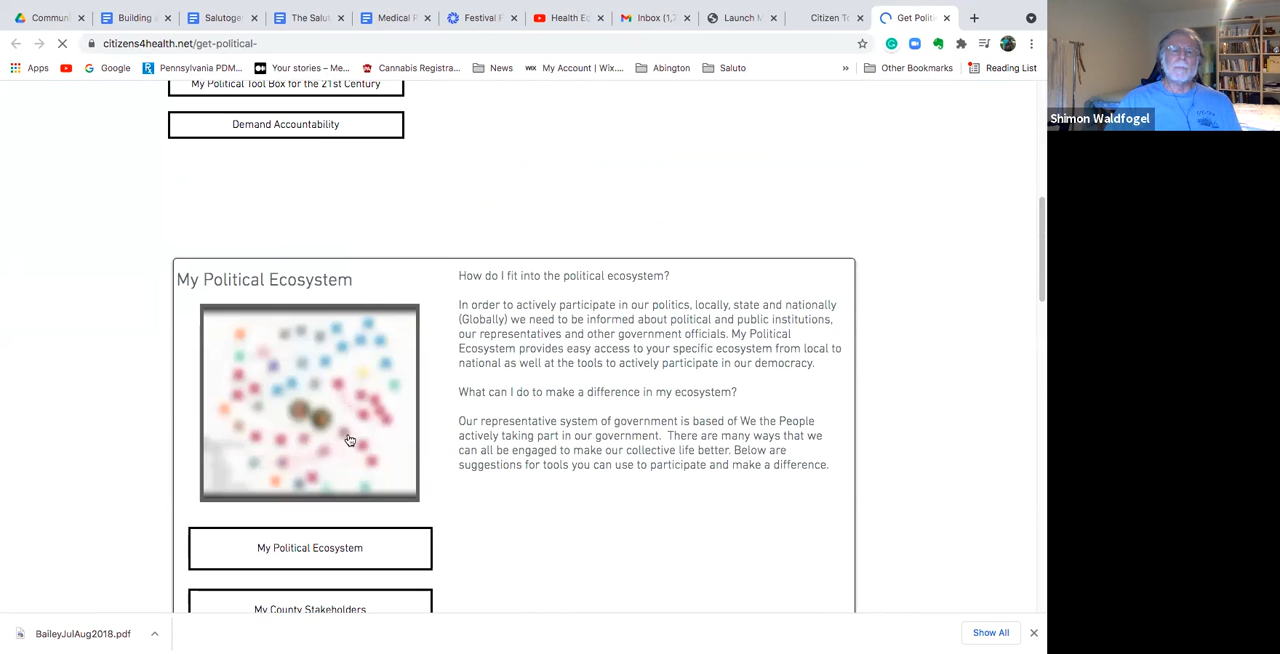 Commun
Building a
Salutoge
The Salut
Medical R
Festival F
Health Ec
Inbox (1,7
Launch M
Citizen To
Get Politi
citizens4health.net/get-political-
Apps
Google
Pennsylvania PDM...
Your stories – Me...
Cannabis Registra...
News
WIX My Account | Wix....
Abington
Saluto
»
Other Bookmarks
Reading List
Shimon Waldfogel
My Political Tool Box for the 21st Century
Demand Accountability
My Political Ecosystem
How do I fit into the political ecosystem?
In order to actively participate in our politics, locally, state and nationally
(Globally) we need to be informed about political and public institutions,
our representatives and other government officials. My Political
Ecosystem provides easy access to your specific ecosystem from local to
national as well at the tools to actively participate in our democracy.
What can I do to make a difference in my ecosystem?
Our representative system of government is based of We the People
actively taking part in our government. There are many ways that we
can all be engaged to make our collective life better. Below are
suggestions for tools you can use to participate and make a difference.
My Political Ecosystem
My County Stakeholders
BaileyJulAug2018.pdf
Show All